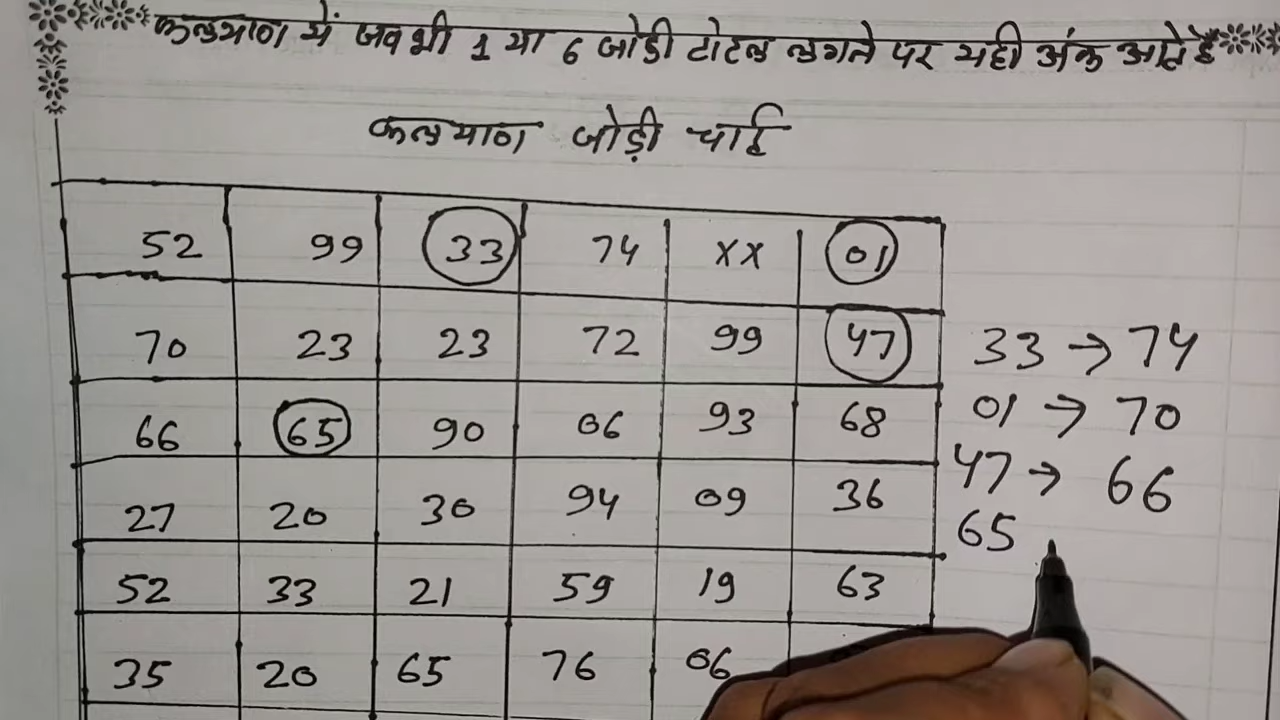 कल्याण में जब भी 1 या 6 जोडी टोटल लगते पर यही अंक आते है
कल्याण जोड़ी चार्ट
52 99 33 74 XX 01
70 23 23 72 99 47
66 65 90 06 93 68
27 20 30 94 09 36
52 33 21 59 19 63
35 20 65 76 06
33 → 74
01 → 70
47 → 66
65